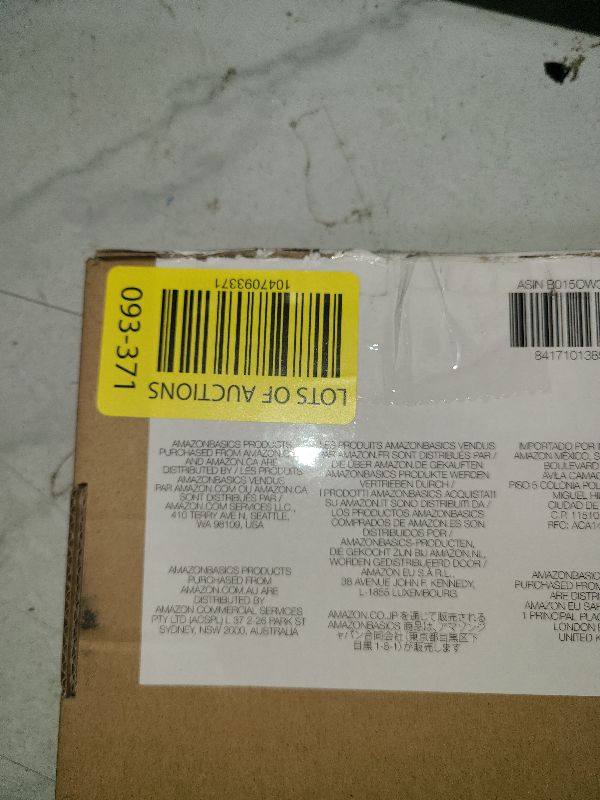 1047093371
093-371
LOTS OF AUCTIONS
ASIN
AMAZONBASICS PRODUCTS
PURCHASED FROM
AND AMAZON.CA ARE
DISTRIBUTED BY / LES PRODUITS
AMAZONBASICS VENDUS
PAR AMAZON.COM OU AMAZON.CA
SONT DISTRIBUÉS PAR /
AMAZON.COM SERVICES LLC.,
410 TERRY AVE N, SEATTLE,
WA 98109, USA
AMAZONBASICS PRODUCTS
PURCHASED FROM
AMAZON.COM.AU ARE
DISTRIBUTED BY
AMAZON COMMERCIAL SERVICES
PTY LTD (ACSPL) L 37 2-26 PARK ST
SYDNEY, NSW 2000, AUSTRALIA
LES PRODUITS AMAZONBASICS VENDUS
PAR AMAZON.FR SONT DISTRIBUÉS PAR /
DIE ÜBER AMAZON.DE GEKAUFTEN
AMAZONBASICS PRODUKTE WERDEN
VERTRIEBEN DURCH /
I PRODOTTI AMAZONBASICS ACQUISTATI
SU AMAZON.IT SONO DISTRIBUITI DA /
LOS PRODUCTOS AMAZONBASICS
COMPRADOS DE AMAZON.ES SON
DISTRIBUIDOS POR /
AMAZONBASICS-PRODUCTEN,
DIE GEKOCHT ZIJN BIJ AMAZON.NL,
WORDEN GEDISTRIBUEERD DOOR /
AMAZON EU S.À R.L.,
38 AVENUE JOHN F. KENNEDY,
L-1855 LUXEMBOURG
AMAZON.CO.JP を通じて販売される
AMAZONBASICS 商品は、アマゾンジ
ャパン合同会社 (東京都目黒区下
目黒 1-8-1) が販売します
IMPORTADO POR
AMAZON MÉXICO, S
BOULEVARD
ÁVILA CAMAC
PISO 5 COLONIA POL
MIGUEL HI
CIUDAD DE
C.P. 11510
RFC: ACA14
AMAZONBASIC
PURCHASED FROM
ARE DISTRI
AMAZON EU SAR
1 PRINCIPAL PLAC
LONDON E
UNITED K